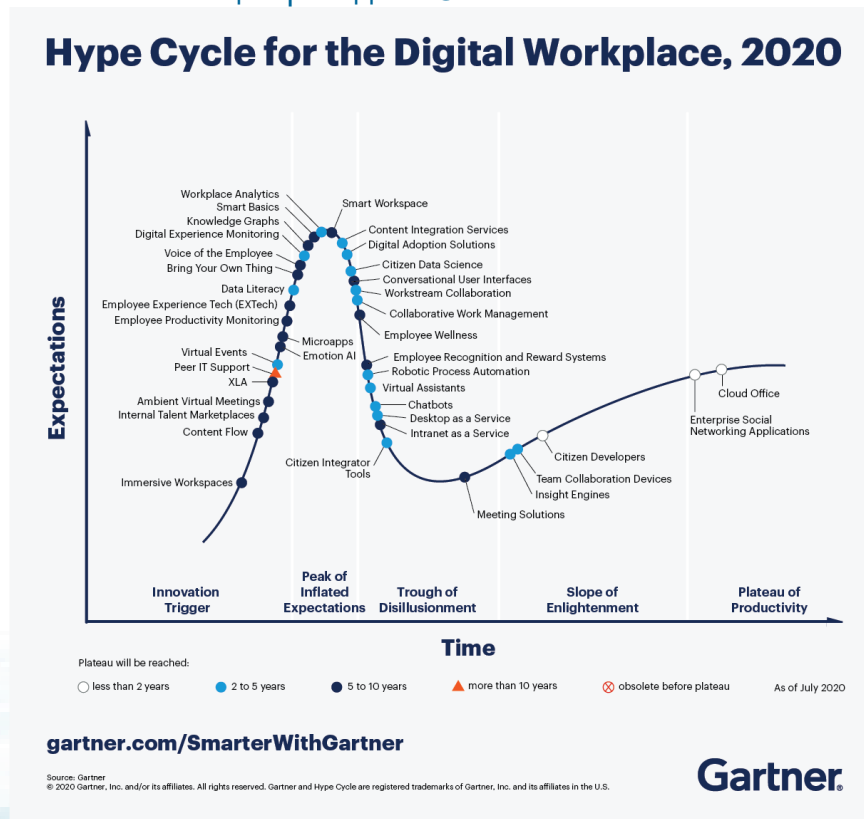 Hype Cycle for the Digital Workplace, 2020
Expectations
Workplace Analytics
Smart Basics
Knowledge Graphs
Digital Experience Monitoring
Voice of the Employee
Bring Your Own Thing
Data Literacy
Employee Experience Tech (EXTech)
Employee Productivity Monitoring
Microapps
Emotion AI
Virtual Events
Peer IT Support
XLA
Ambient Virtual Meetings
Internal Talent Marketplaces
Content Flow
Immersive Workspaces
Smart Workspace
Content Integration Services
Digital Adoption Solutions
Citizen Data Science
Conversational User Interfaces
Workstream Collaboration
Collaborative Work Management
Employee Wellness
Employee Recognition and Reward Systems
Robotic Process Automation
Virtual Assistants
Chatbots
Desktop as a Service
Intranet as a Service
Citizen Integrator
Tools
Meeting Solutions
Insight Engines
Team Collaboration Devices
Citizen Developers
Enterprise Social
Networking Applications
Cloud Office
Innovation
Trigger
Peak of
Inflated
Expectations
Trough of
Disillusionment
Slope of
Enlightenment
Plateau of
Productivity
Time
Plateau will be reached:
less than 2 years
2 to 5 years
5 to 10 years
more than 10 years
obsolete before plateau
As of July 2020
gartner.com/SmarterWithGartner
Source: Gartner
© 2020 Gartner, Inc. and/or its affiliates. All rights reserved. Gartner and Hype Cycle are registered trademarks of Gartner, Inc. and its affiliates in the U.S.
Gartner®